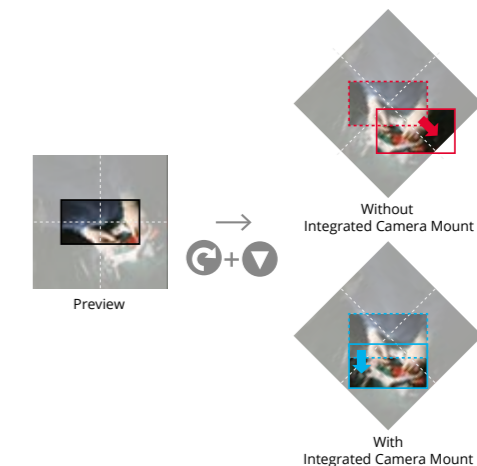 Without
Integrated Camera Mount
Preview
+
With
Integrated Camera Mount